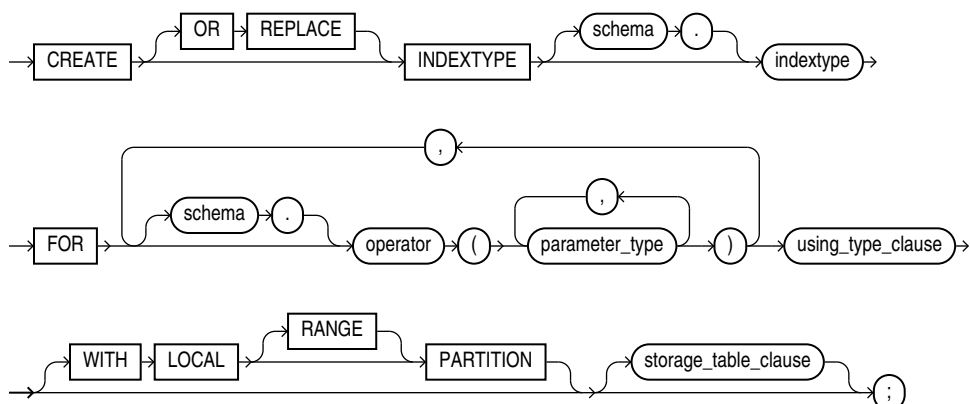 CREATE OR REPLACE INDEXTYPE schema . indextype
,
FOR schema . operator ( parameter_type , ) using_type_clause
WITH LOCAL RANGE PARTITION storage_table_clause ;